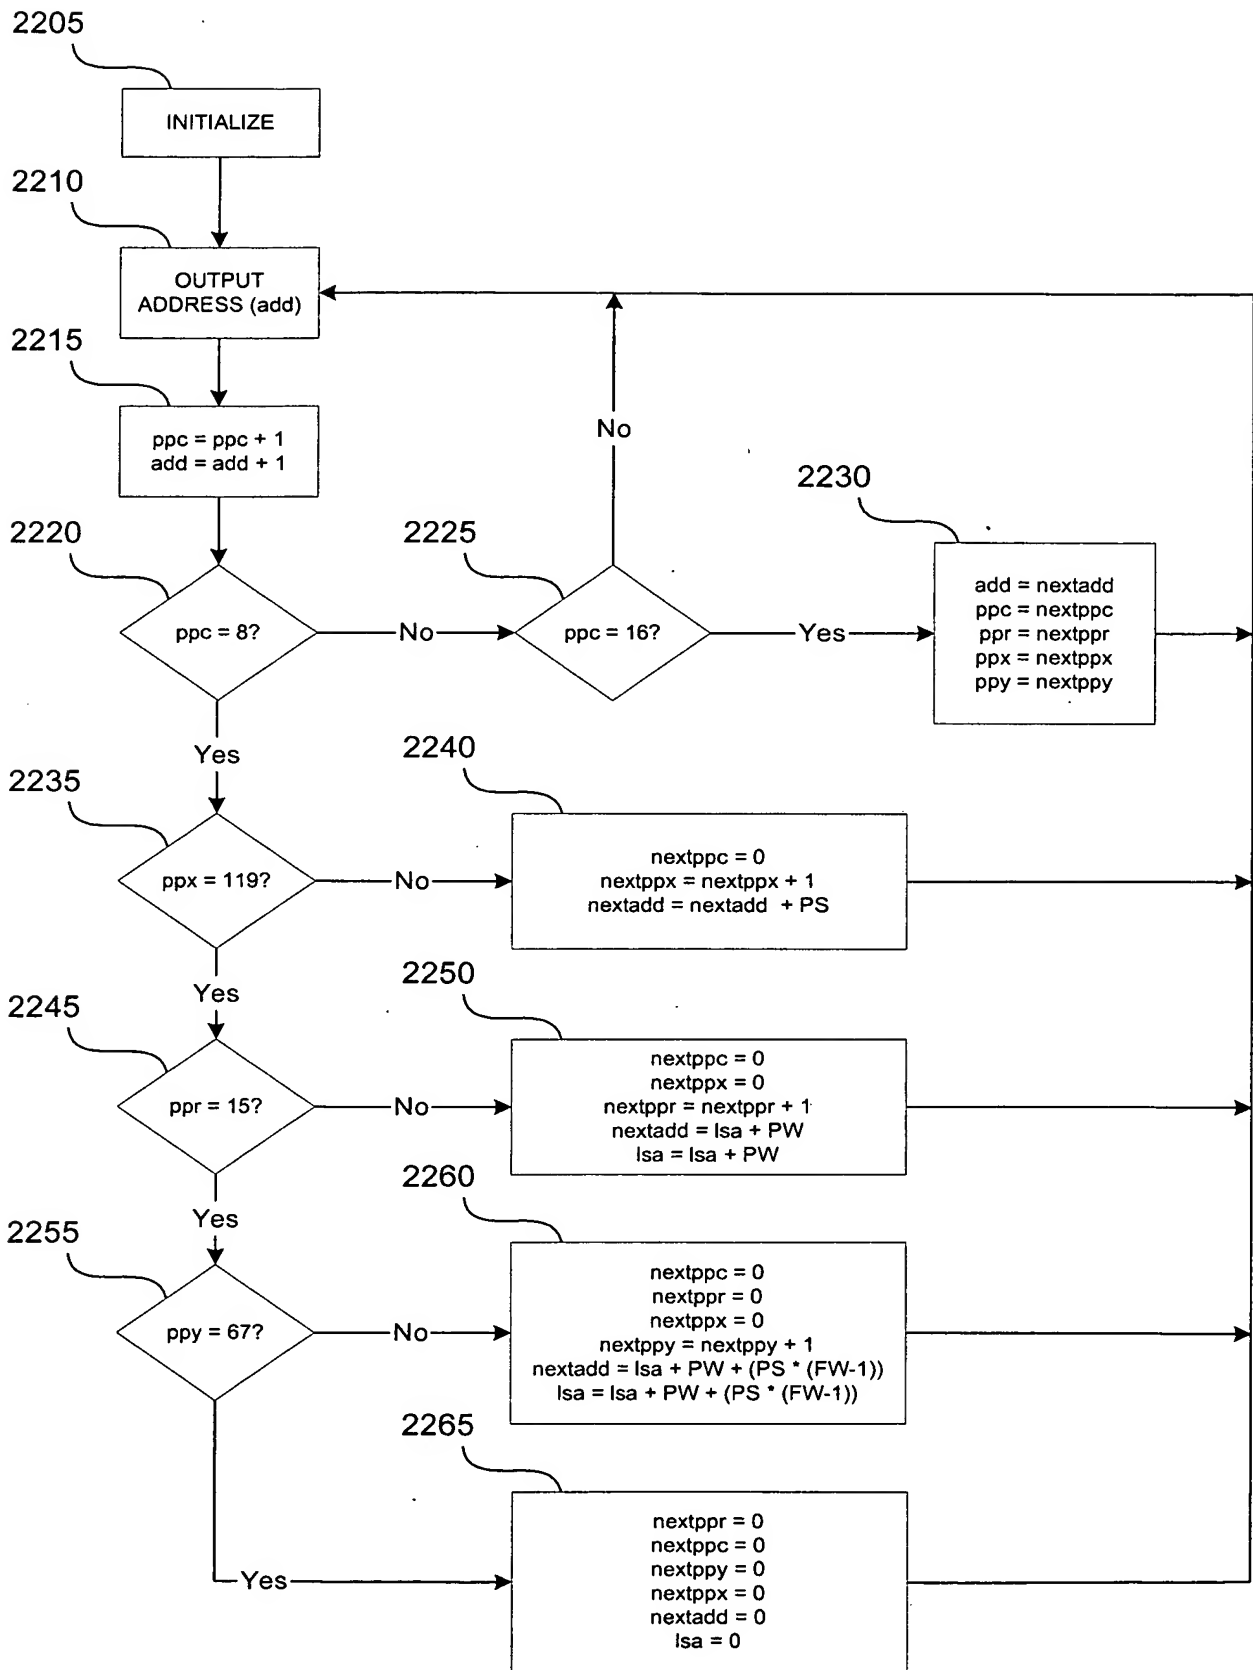 2205
INITIALIZE
2210
OUTPUT
ADDRESS (add)
2215
ppc = ppc + 1
add = add + 1
2220
ppc = 8?
No
2225
ppc = 16?
No
Yes
2230
add = nextadd
ppc = nextppc
ppr = nextppr
ppx = nextppx
ppy = nextppy
Yes
2235
ppx = 119?
No
2240
nextppc = 0
nextppx = nextppx + 1
nextadd = nextadd + PS
Yes
2245
ppr = 15?
No
2250
nextppc = 0
nextppx = 0
nextppr = nextppr + 1
nextadd = lsa + PW
lsa = lsa + PW
Yes
2255
ppy = 67?
No
2260
nextppc = 0
nextppr = 0
nextppx = 0
nextppy = nextppy + 1
nextadd = lsa + PW + (PS * (FW-1))
lsa = lsa + PW + (PS * (FW-1))
Yes
2265
nextppr = 0
nextppc = 0
nextppy = 0
nextppx = 0
nextadd = 0
lsa = 0